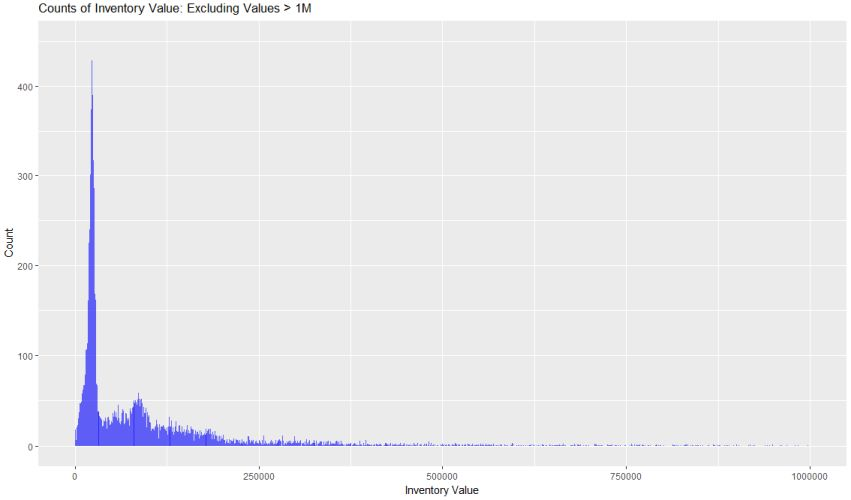 Counts of Inventory Value: Excluding Values > 1M
400
300
200
100
0
Count
0 250000 500000 750000 1000000
Inventory Value